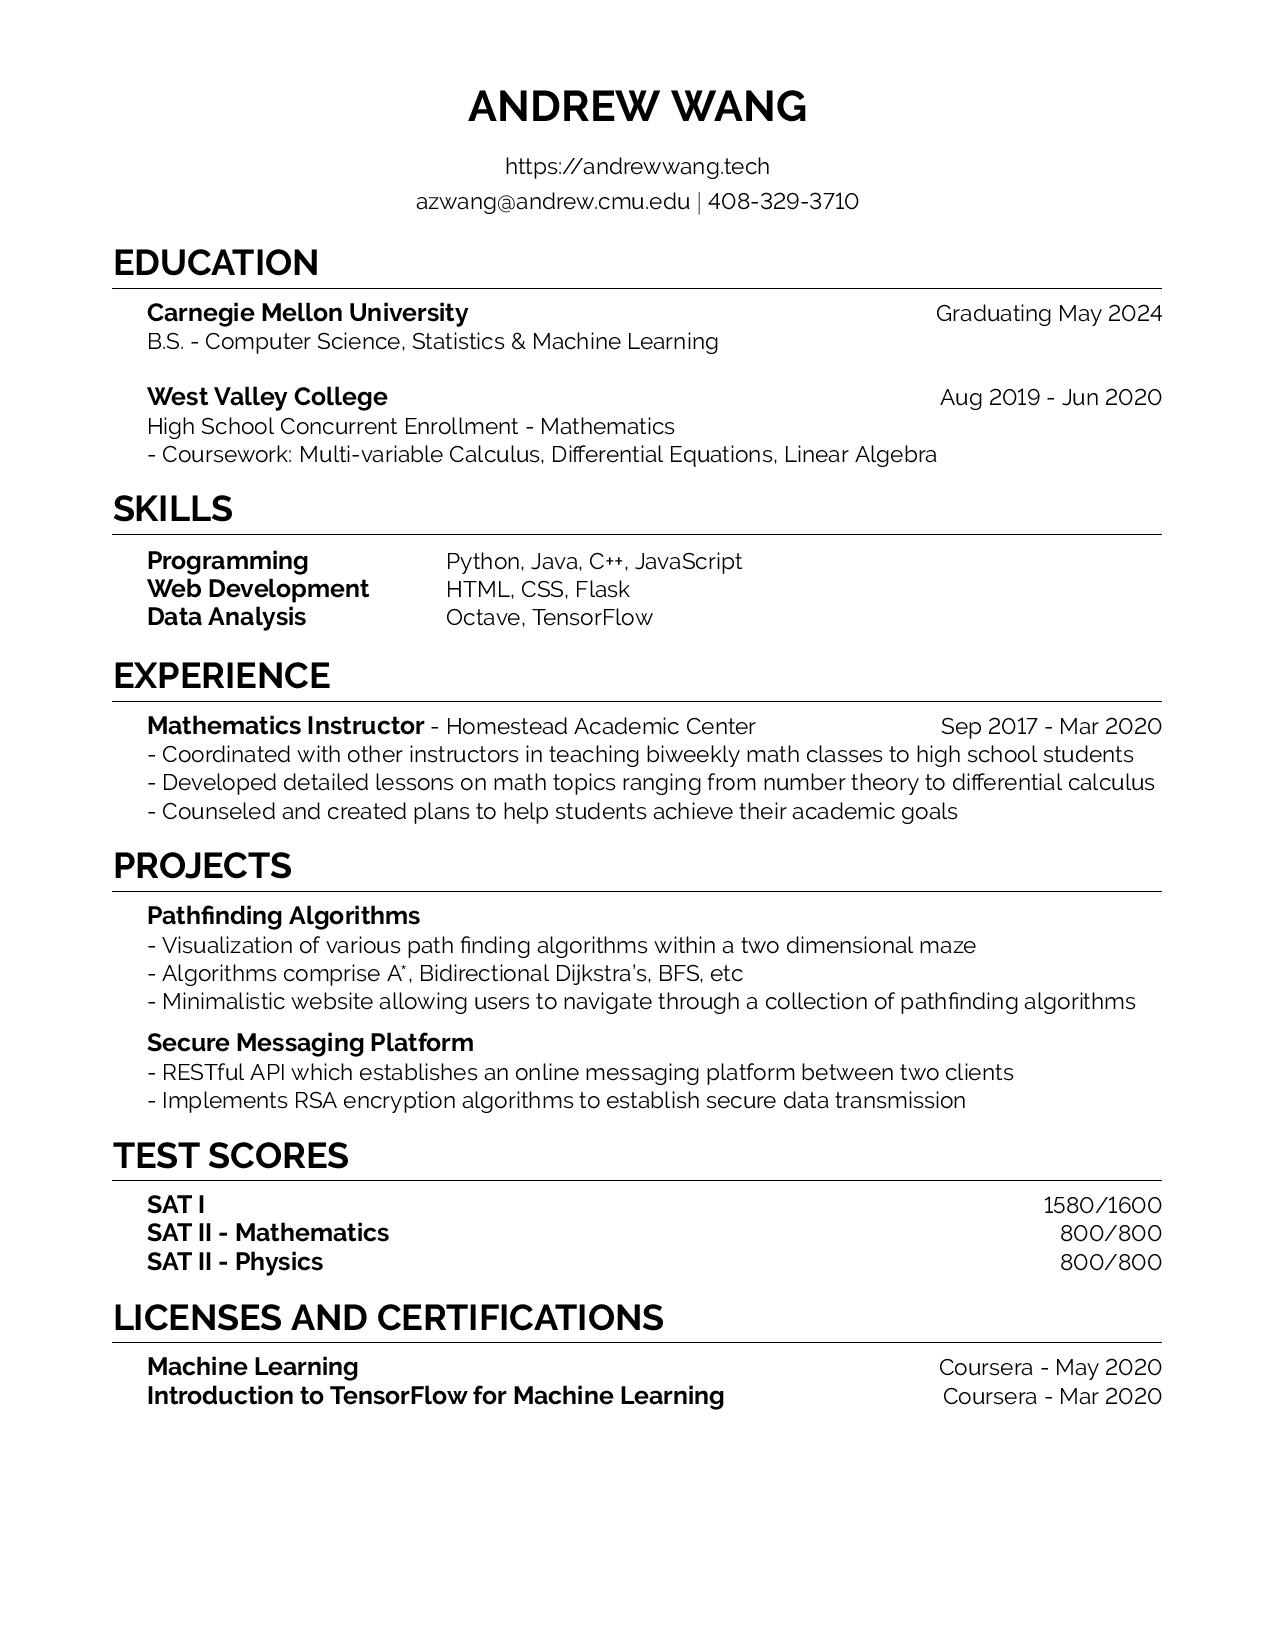 ANDREW WANG
https://andrewwang.tech
azwang@andrew.cmu.edu | 408-329-3710
EDUCATION
Carnegie Mellon University Graduating May 2024
B.S. - Computer Science, Statistics & Machine Learning
West Valley College Aug 2019 - Jun 2020
High School Concurrent Enrollment - Mathematics
- Coursework: Multi-variable Calculus, Differential Equations, Linear Algebra
SKILLS
Programming Python, Java, C++, JavaScript
Web Development HTML, CSS, Flask
Data Analysis Octave, TensorFlow
EXPERIENCE
Mathematics Instructor - Homestead Academic Center Sep 2017 - Mar 2020
- Coordinated with other instructors in teaching biweekly math classes to high school students
- Developed detailed lessons on math topics ranging from number theory to differential calculus
- Counseled and created plans to help students achieve their academic goals
PROJECTS
Pathfinding Algorithms
- Visualization of various path finding algorithms within a two dimensional maze
- Algorithms comprise A*, Bidirectional Dijkstra's, BFS, etc
- Minimalistic website allowing users to navigate through a collection of pathfinding algorithms
Secure Messaging Platform
- RESTful API which establishes an online messaging platform between two clients
- Implements RSA encryption algorithms to establish secure data transmission
TEST SCORES
SAT I 1580/1600
SAT II - Mathematics 800/800
SAT II - Physics 800/800
LICENSES AND CERTIFICATIONS
Machine Learning Coursera - May 2020
Introduction to TensorFlow for Machine Learning Coursera - Mar 2020